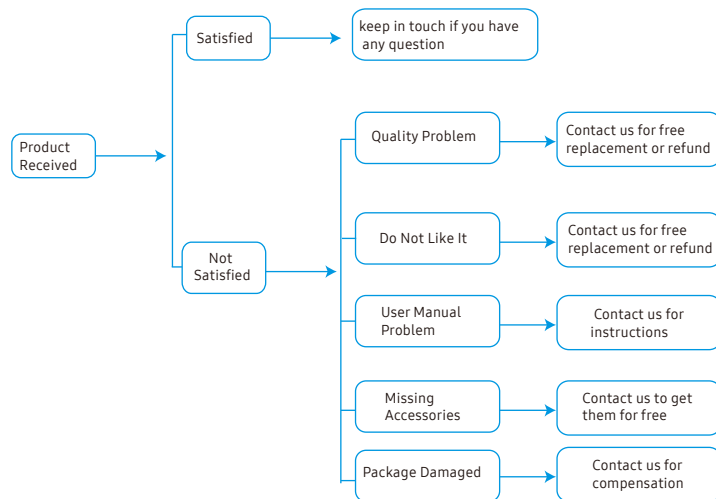 Satisfied
keep in touch if you have
any question
Product
Received
Not
Satisfied
Quality Problem
Contact us for free
replacement or refund
Do Not Like It
Contact us for free
replacement or refund
User Manual
Problem
Contact us for
instructions
Missing
Accessories
Contact us to get
them for free
Package Damaged
Contact us for
compensation